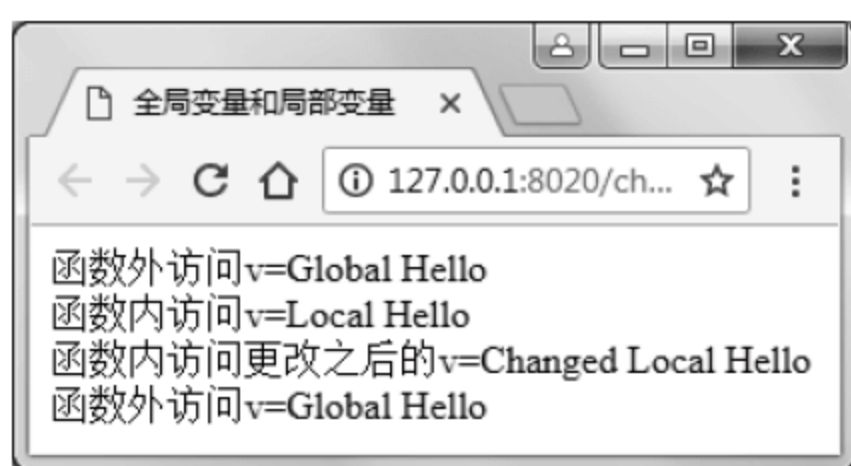 全局变量和局部变量
127.0.0.1:8020/ch...
函数外访问v=Global Hello
函数内访问v=Local Hello
函数内访问更改之后的v=Changed Local Hello
函数外访问v=Global Hello